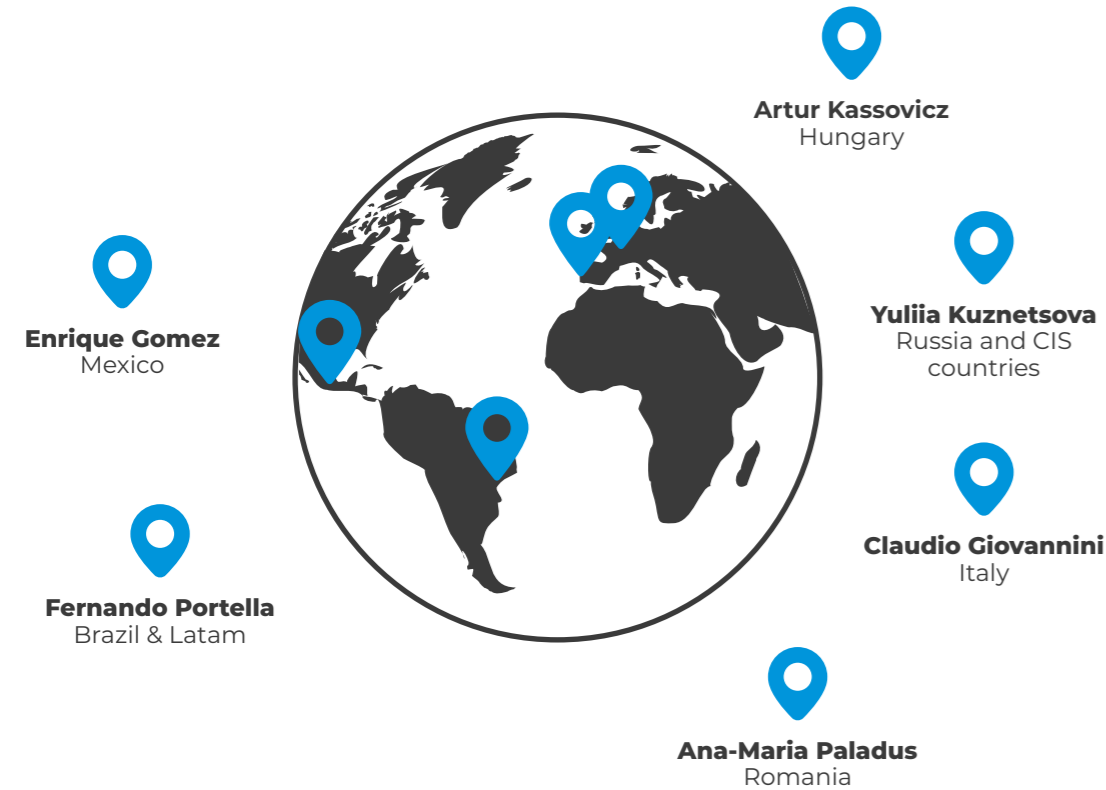 Artur Kassovicz
Hungary
Enrique Gomez
Mexico
Yuliia Kuznetsova
Russia and CIS
countries
Claudio Giovannini
Italy
Fernando Portella
Brazil & Latam
Ana-Maria Paladus
Romania